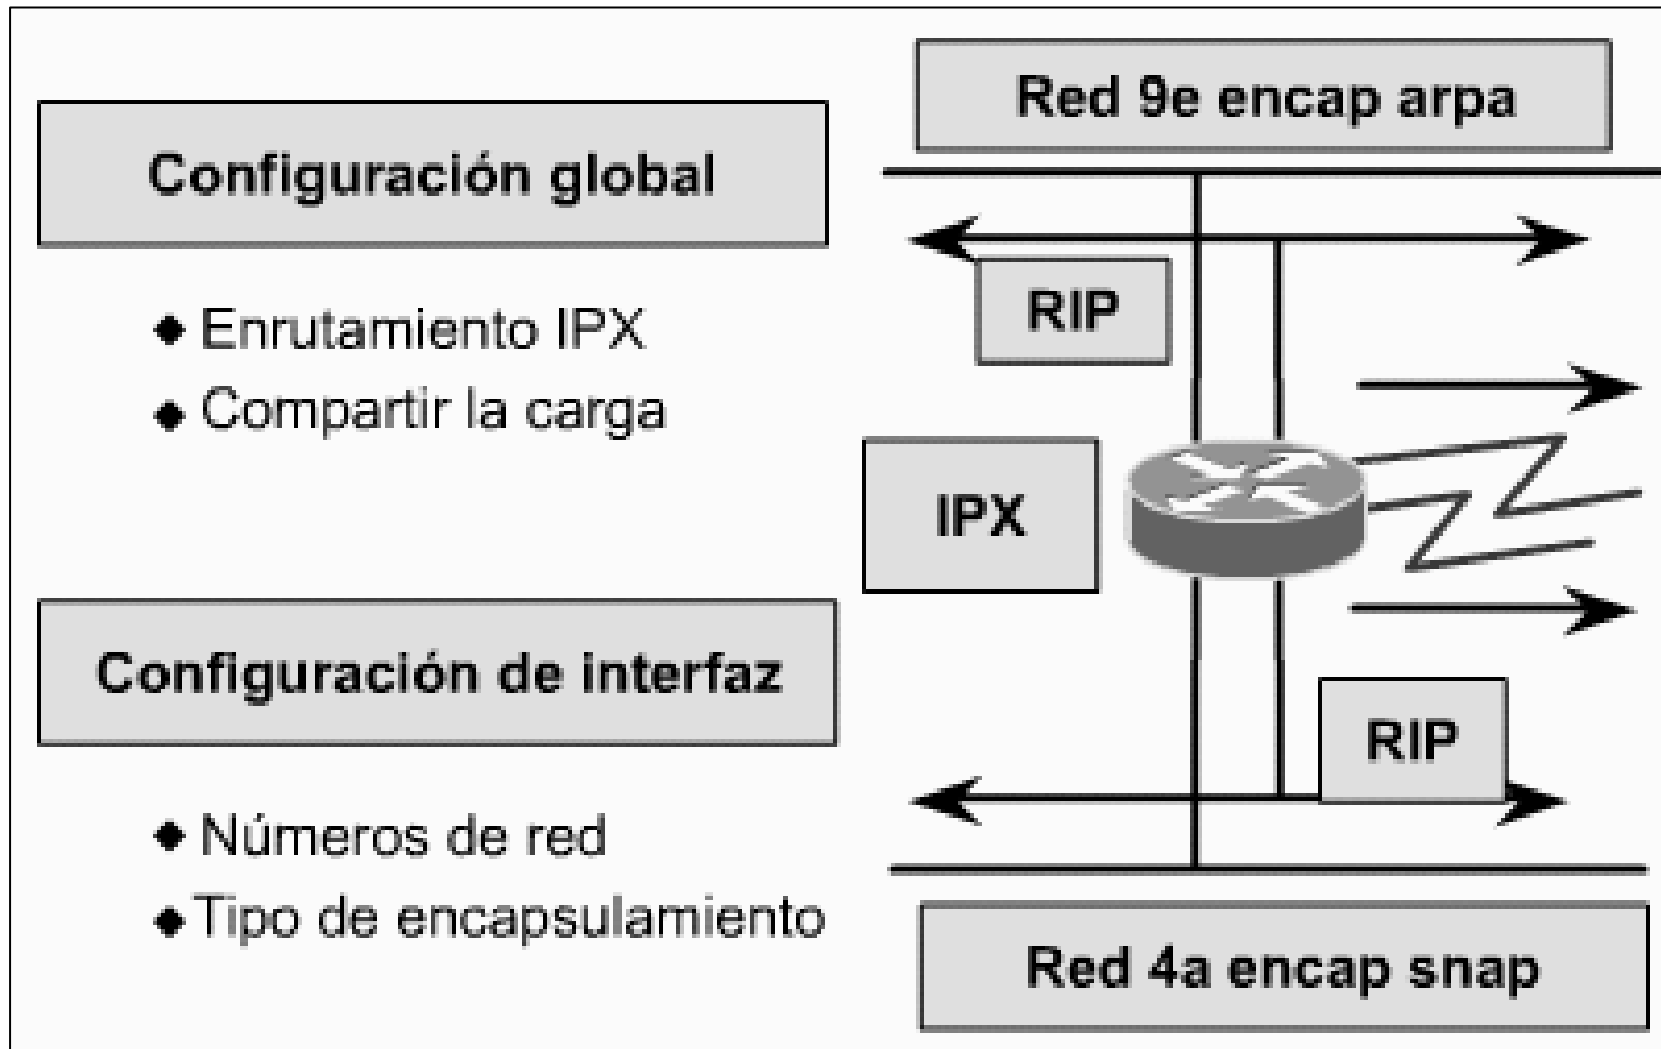 Configuración global
Enrutamiento IPX
Compartir la carga
Configuración de interfaz
Números de red
Tipo de encapsulamiento
Red 9e encap arpa
RIP
IPX
RIP
Red 4a encap snap